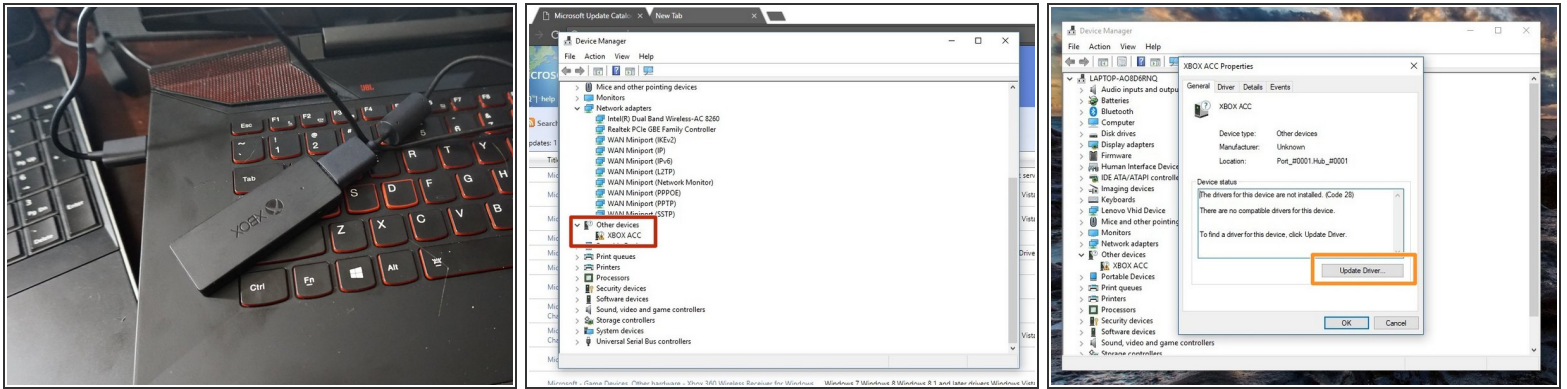 JBL
Esc F1 F2 F3 F4 F7 F8
~ ! @ #
` 1 2
Tab R T Y
S D F G H
Z X C V B
Ctrl Fn Alt
XBOX
Microsoft Update Catalo × New Tab ×
Device Manager
File Action View Help
Mice and other pointing devices
Monitors
Network adapters
Intel(R) Dual Band Wireless-AC 8260
Realtek PCIe GBE Family Controller
WAN Miniport (IKEv2)
WAN Miniport (IP)
WAN Miniport (IPv6)
WAN Miniport (L2TP)
WAN Miniport (Network Monitor)
WAN Miniport (PPPOE)
WAN Miniport (PPTP)
WAN Miniport (SSTP)
Other devices
XBOX ACC
Print queues
Printers
Processors
Security devices
Software devices
Sound, video and game controllers
Storage controllers
System devices
Universal Serial Bus controllers
Microsoft - Game Devices, Other hardware - Xbox 360 Wireless Receiver for Windows Windows 7 Windows 8 Windows 8.1 and later drivers Windows Vista
Device Manager
File Action View Help
LAPTOP-AO8D6RNQ
Audio inputs and outpu
Batteries
Bluetooth
Computer
Disk drives
Display adapters
Firmware
Human Interface Device
IDE ATA/ATAPI controlle
Imaging devices
Keyboards
Lenovo Vhid Device
Mice and other pointing
Monitors
Network adapters
Other devices
XBOX ACC
Portable Devices
Print queues
Printers
Processors
Security devices
Software devices
Sound, video and game controllers
Storage controllers
XBOX ACC Properties
General Driver Details Events
XBOX ACC
Device type: Other devices
Manufacturer: Unknown
Location: Port_#0001.Hub_#0001
Device status
The drivers for this device are not installed. (Code 28)
There are no compatible drivers for this device.
To find a driver for this device, click Update Driver.
Update Driver...
OK Cancel